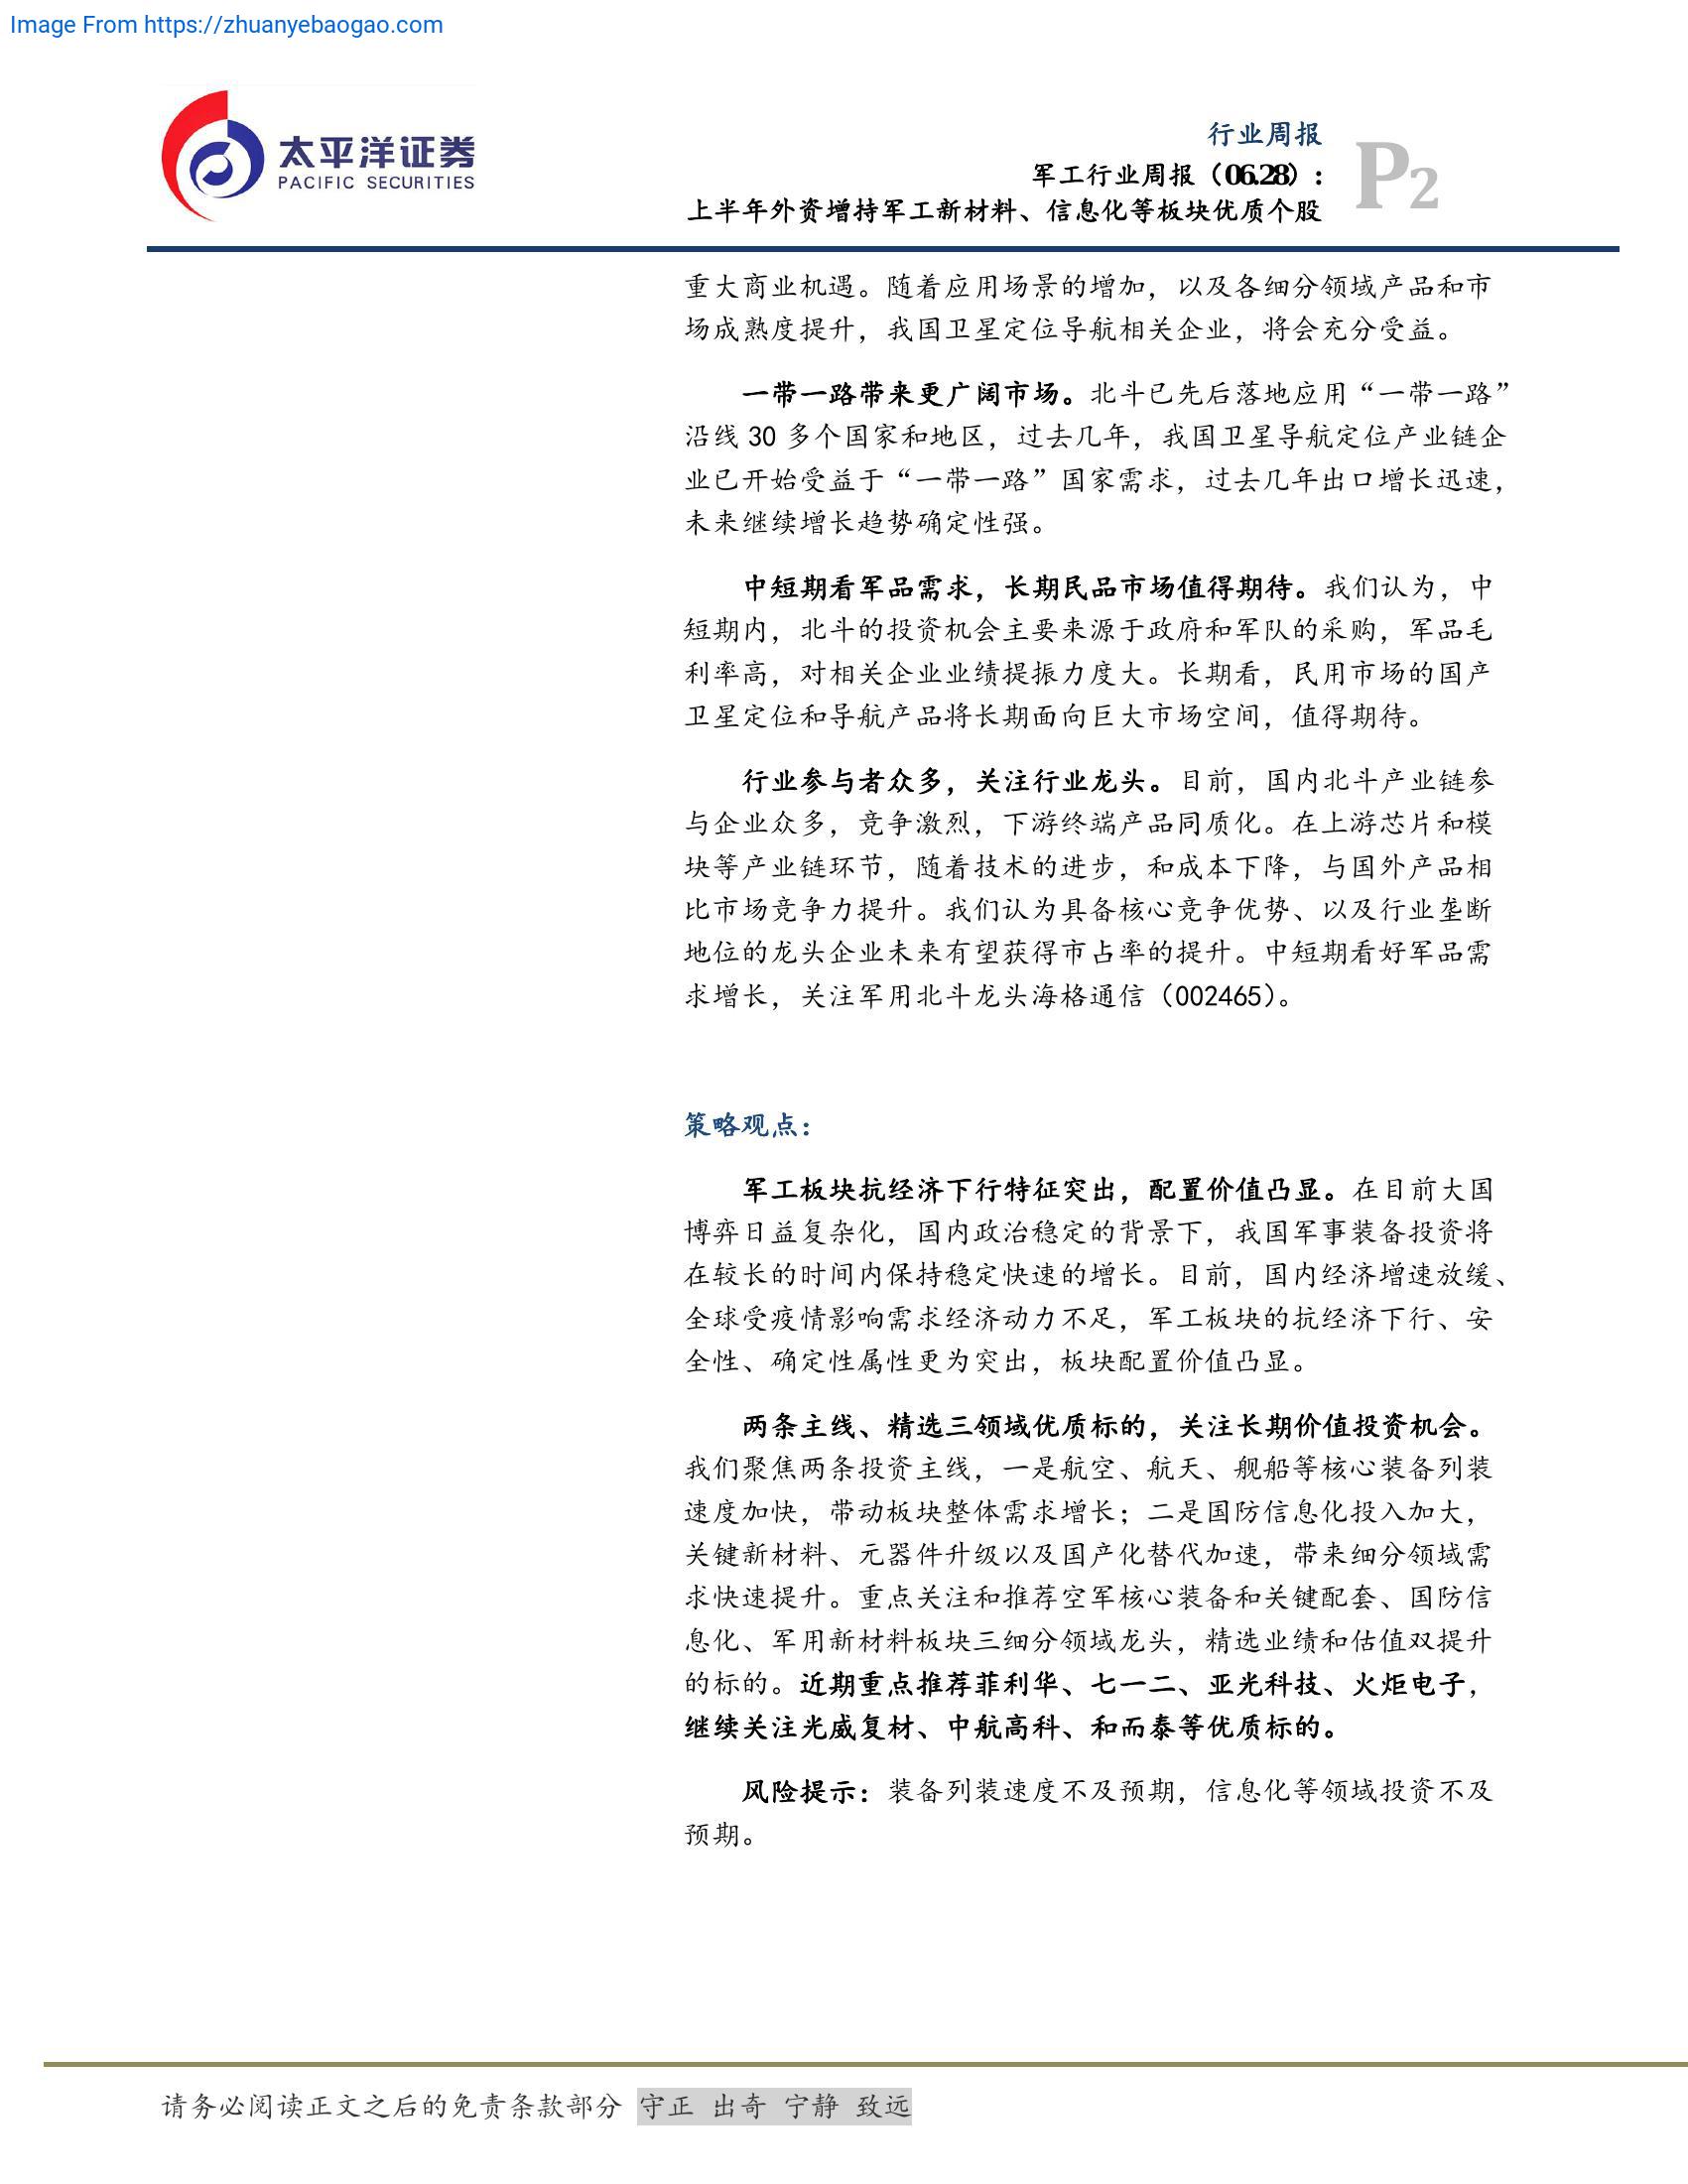 Image From https://zhuanyebaogao.com
太平洋证券
PACIFIC SECURITIES
行业周报
军工行业周报（06.28）：
上半年外资增持军工新材料、信息化等板块优质个股
P2
重大商业机遇。随着应用场景的增加，以及各细分领域产品和市
场成熟度提升，我国卫星定位导航相关企业，将会充分受益。
一带一路带来更广阔市场。北斗已先后落地应用“一带一路”
沿线 30 多个国家和地区，过去几年，我国卫星导航定位产业链企
业已开始受益于“一带一路”国家需求，过去几年出口增长迅速，
未来继续增长趋势确定性强。
中短期看军品需求，长期民品市场值得期待。我们认为，中
短期内，北斗的投资机会主要来源于政府和军队的采购，军品毛
利率高，对相关企业业绩提振力度大。长期看，民用市场的国产
卫星定位和导航产品将长期面向巨大市场空间，值得期待。
行业参与者众多，关注行业龙头。目前，国内北斗产业链参
与企业众多，竞争激烈，下游终端产品同质化。在上游芯片和模
块等产业链环节，随着技术的进步，和成本下降，与国外产品相
比市场竞争力提升。我们认为具备核心竞争优势、以及行业垄断
地位的龙头企业未来有望获得市占率的提升。中短期看好军品需
求增长，关注军用北斗龙头海格通信（002465）。
策略观点：
军工板块抗经济下行特征突出，配置价值凸显。在目前大国
博弈日益复杂化，国内政治稳定的背景下，我国军事装备投资将
在较长的时间内保持稳定快速的增长。目前，国内经济增速放缓、
全球受疫情影响需求经济动力不足，军工板块的抗经济下行、安
全性、确定性属性更为突出，板块配置价值凸显。
两条主线、精选三领域优质标的，关注长期价值投资机会。
我们聚焦两条投资主线，一是航空、航天、舰船等核心装备列装
速度加快，带动板块整体需求增长；二是国防信息化投入加大，
关键新材料、元器件升级以及国产化替代加速，带来细分领域需
求快速提升。重点关注和推荐空军核心装备和关键配套、国防信
息化、军用新材料板块三细分领域龙头，精选业绩和估值双提升
的标的。近期重点推荐菲利华、七一二、亚光科技、火炬电子，
继续关注光威复材、中航高科、和而泰等优质标的。
风险提示：装备列装速度不及预期，信息化等领域投资不及
预期。
请务必阅读正文之后的免责条款部分 守正 出奇 宁静 致远